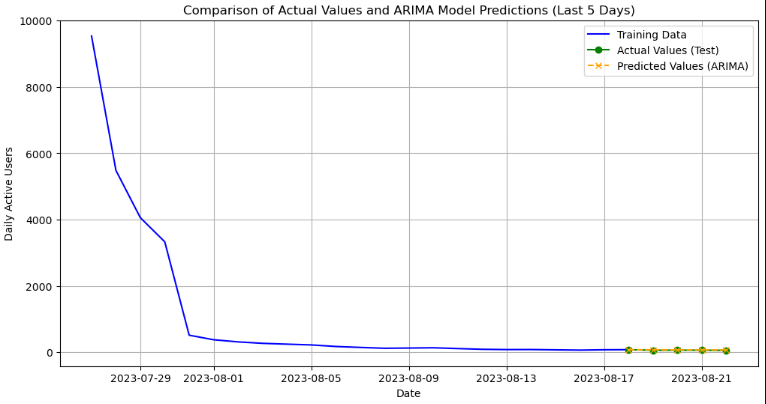 Comparison of Actual Values and ARIMA Model Predictions (Last 5 Days)
10000
8000
6000
4000
2000
0
Daily Active Users
Training Data
Actual Values (Test)
Predicted Values (ARIMA)
2023-07-29 2023-08-01 2023-08-05 2023-08-09 2023-08-13 2023-08-17 2023-08-21
Date